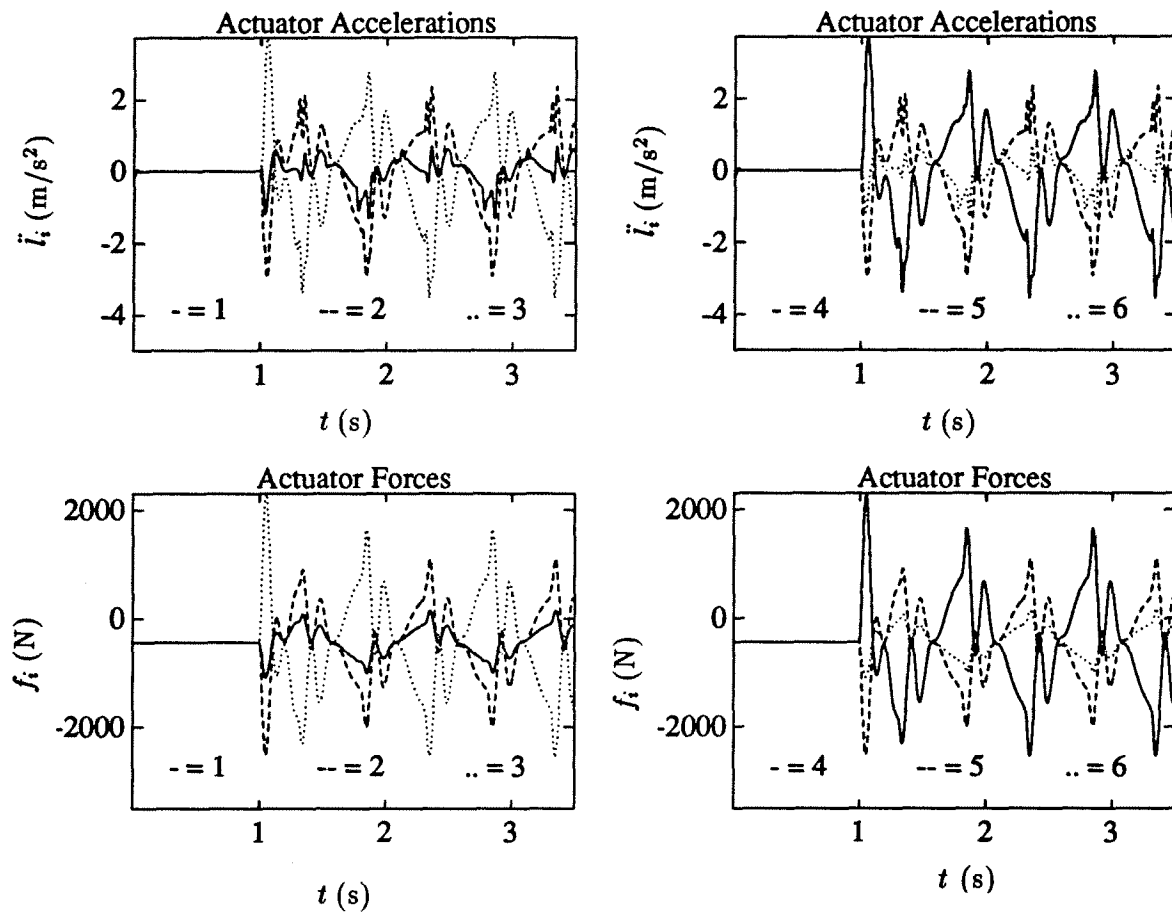 Actuator Accelerations
2
0
-2
-4
l̈ᵢ (m/s²)
- = 1 -- = 2 .. = 3
1 2 3
t (s)
Actuator Accelerations
2
0
-2
-4
l̈ᵢ (m/s²)
- = 4 -- = 5 .. = 6
1 2 3
t (s)
Actuator Forces
2000
0
-2000
fᵢ (N)
- = 1 -- = 2 .. = 3
1 2 3
t (s)
Actuator Forces
2000
0
-2000
fᵢ (N)
- = 4 -- = 5 .. = 6
1 2 3
t (s)